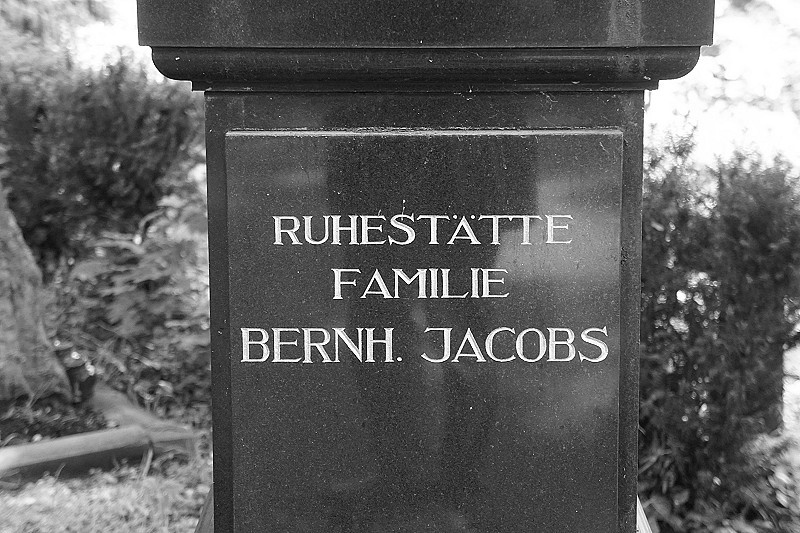 RUHESTÄTTE
FAMILIE
BERNH. JACOBS